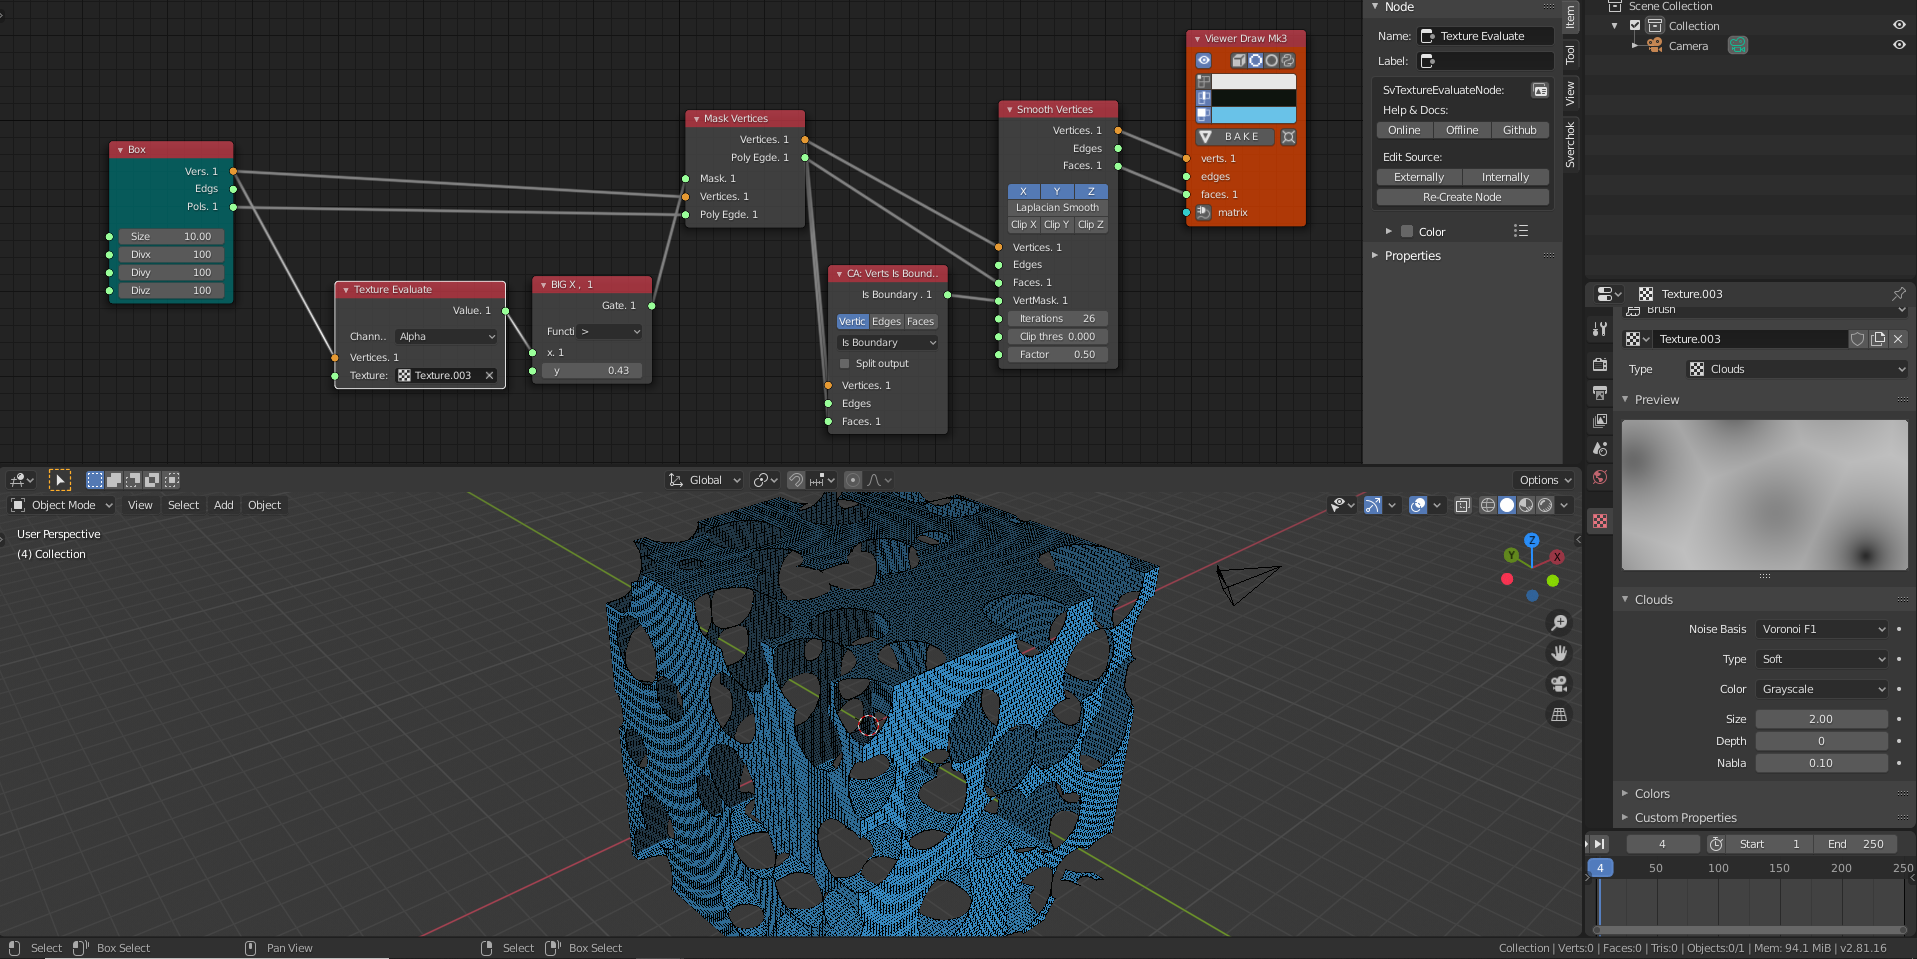 Box
Vers. 1
Edgs
Pols. 1
Size 10.00
Divx 100
Divy 100
Divz 100
Texture Evaluate
Value. 1
Chann.. Alpha
Vertices. 1
Texture: Texture.003
BIG X , 1
Gate. 1
Functi >
x. 1
y 0.43
Mask Vertices
Vertices. 1
Poly Egde. 1
Mask. 1
Vertices. 1
Poly Egde. 1
CA: Verts Is Bound..
Is Boundary . 1
Vertic Edges Faces
Is Boundary
Split output
Vertices. 1
Edges
Faces. 1
Smooth Vertices
Vertices. 1
Edges
Faces. 1
X Y Z
Laplacian Smooth
Clip X Clip Y Clip Z
Vertices. 1
Edges
Faces. 1
VertMask. 1
Iterations 26
Clip thres 0.000
Factor 0.50
Viewer Draw Mk3
B A K E
verts. 1
edges
faces. 1
matrix
Node
Name: Texture Evaluate
Label:
SvTextureEvaluateNode:
Help & Docs:
Online Offline Github
Edit Source:
Externally Internally
Re-Create Node
Color
Properties
Item
Tool
View
Sverchok
Scene Collection
Collection
Camera
Texture.003
Brush
Texture.003
Type Clouds
Preview
Clouds
Noise Basis Voronoi F1
Type Soft
Color Grayscale
Size 2.00
Depth 0
Nabla 0.10
Colors
Custom Properties
4 Start 1 End 250
4 50 100 150 200 250
Global
Options
Object Mode View Select Add Object
User Perspective
(4) Collection
Z
Y
X
Select Box Select Pan View Select Box Select
Collection | Verts:0 | Faces:0 | Tris:0 | Objects:0/1 | Mem: 94.1 MiB | v2.81.16